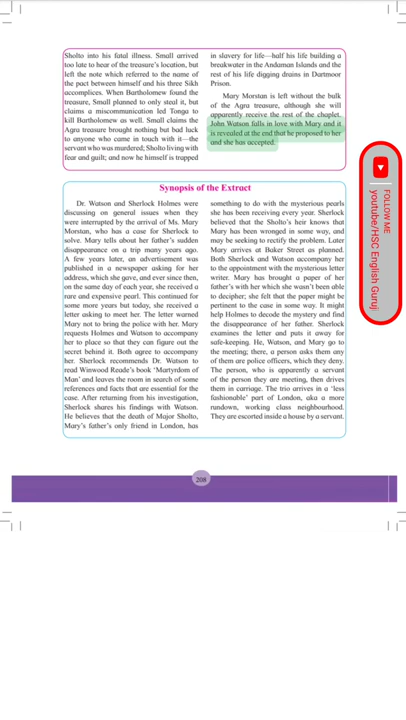 Sholto into his fatal illness. Small arrived
too late to hear of the treasure's location, but
left the note which referred to the name of
the pact between himself and his three Sikh
accomplices. When Bartholomew found the
treasure, Small planned to only steal it, but
claims a miscommunication led Tonga to
kill Bartholomew as well. Small claims the
Agra treasure brought nothing but bad luck
to anyone who came in touch with it—the
servant who was murdered; Sholto living with
fear and guilt; and now he himself is trapped
in slavery for life—half his life building a
breakwater in the Andaman Islands and the
rest of his life digging drains in Dartmoor
Prison.
Mary Morstan is left without the bulk
of the Agra treasure, although she will
apparently receive the rest of the chaplet.
John Watson falls in love with Mary and it
is revealed at the end that he proposed to her
and she has accepted.
Synopsis of the Extract
Dr. Watson and Sherlock Holmes were
discussing on general issues when they
were interrupted by the arrival of Ms. Mary
Morstan, who has a case for Sherlock to
solve. Mary tells about her father's sudden
disappearance on a trip many years ago.
A few years later, an advertisement was
published in a newspaper asking for her
address, which she gave, and ever since then,
on the same day of each year, she received a
rare and expensive pearl. This continued for
some more years but today, she received a
letter asking to meet her. The letter warned
Mary not to bring the police with her. Mary
requests Holmes and Watson to accompany
her to place so that they can figure out the
secret behind it. Both agree to accompany
her. Sherlock recommends Dr. Watson to
read Winwood Reade's book 'Martyrdom of
Man' and leaves the room in search of some
references and facts that are essential for the
case. After returning from his investigation,
Sherlock shares his findings with Watson.
He believes that the death of Major Sholto,
Mary's father's only friend in London, has
something to do with the mysterious pearls
she has been receiving every year. Sherlock
believed that the Sholto's heir knows that
Mary has been wronged in some way, and
may be seeking to rectify the problem. Later
Mary arrives at Baker Street as planned.
Both Sherlock and Watson accompany her
to the appointment with the mysterious letter
writer. Mary has brought a paper of her
father's with her which she wasn't been able
to decipher; she felt that the paper might be
pertinent to the case in some way. It might
help Holmes to decode the mystery and find
the disappearance of her father. Sherlock
examines the letter and puts it away for
safe-keeping. He, Watson, and Mary go to
the meeting; there, a person asks them any
of them are police officers, which they deny.
The person, who is apparently a servant
of the person they are meeting, then drives
them in carriage. The trio arrives in a 'less
fashionable' part of London, aka a more
rundown, working class neighbourhood.
They are escorted inside a house by a servant.
208
FOLLOW ME
youtube/HSC English Guruj